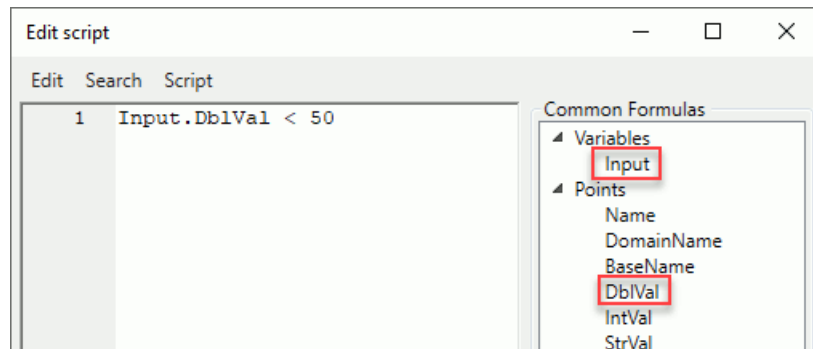 Edit script
Edit Search Script
1 Input.DblVal < 50
Common Formulas
Variables
Input
Points
Name
DomainName
BaseName
DblVal
IntVal
StrVal